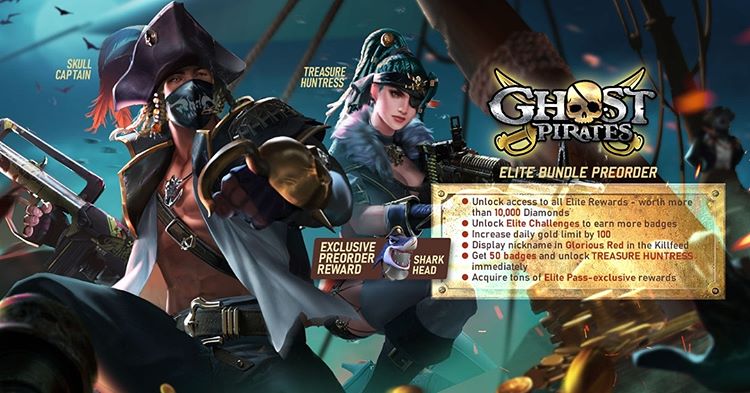 SKULL
CAPTAIN
TREASURE
HUNTRESS
GHOST
PIRATES
ELITE BUNDLE PREORDER
Unlock access to all Elite Rewards - worth more
than 10,000 Diamonds
Unlock Elite Challenges to earn more badges
Increase daily gold limit by 100
Display nickname in Glorious Red in the Killfeed
Get 50 badges and unlock TREASURE HUNTRESS
immediately
Acquire tons of Elite Pass-exclusive rewards
EXCLUSIVE
PREORDER
REWARD
SHARK
HEAD